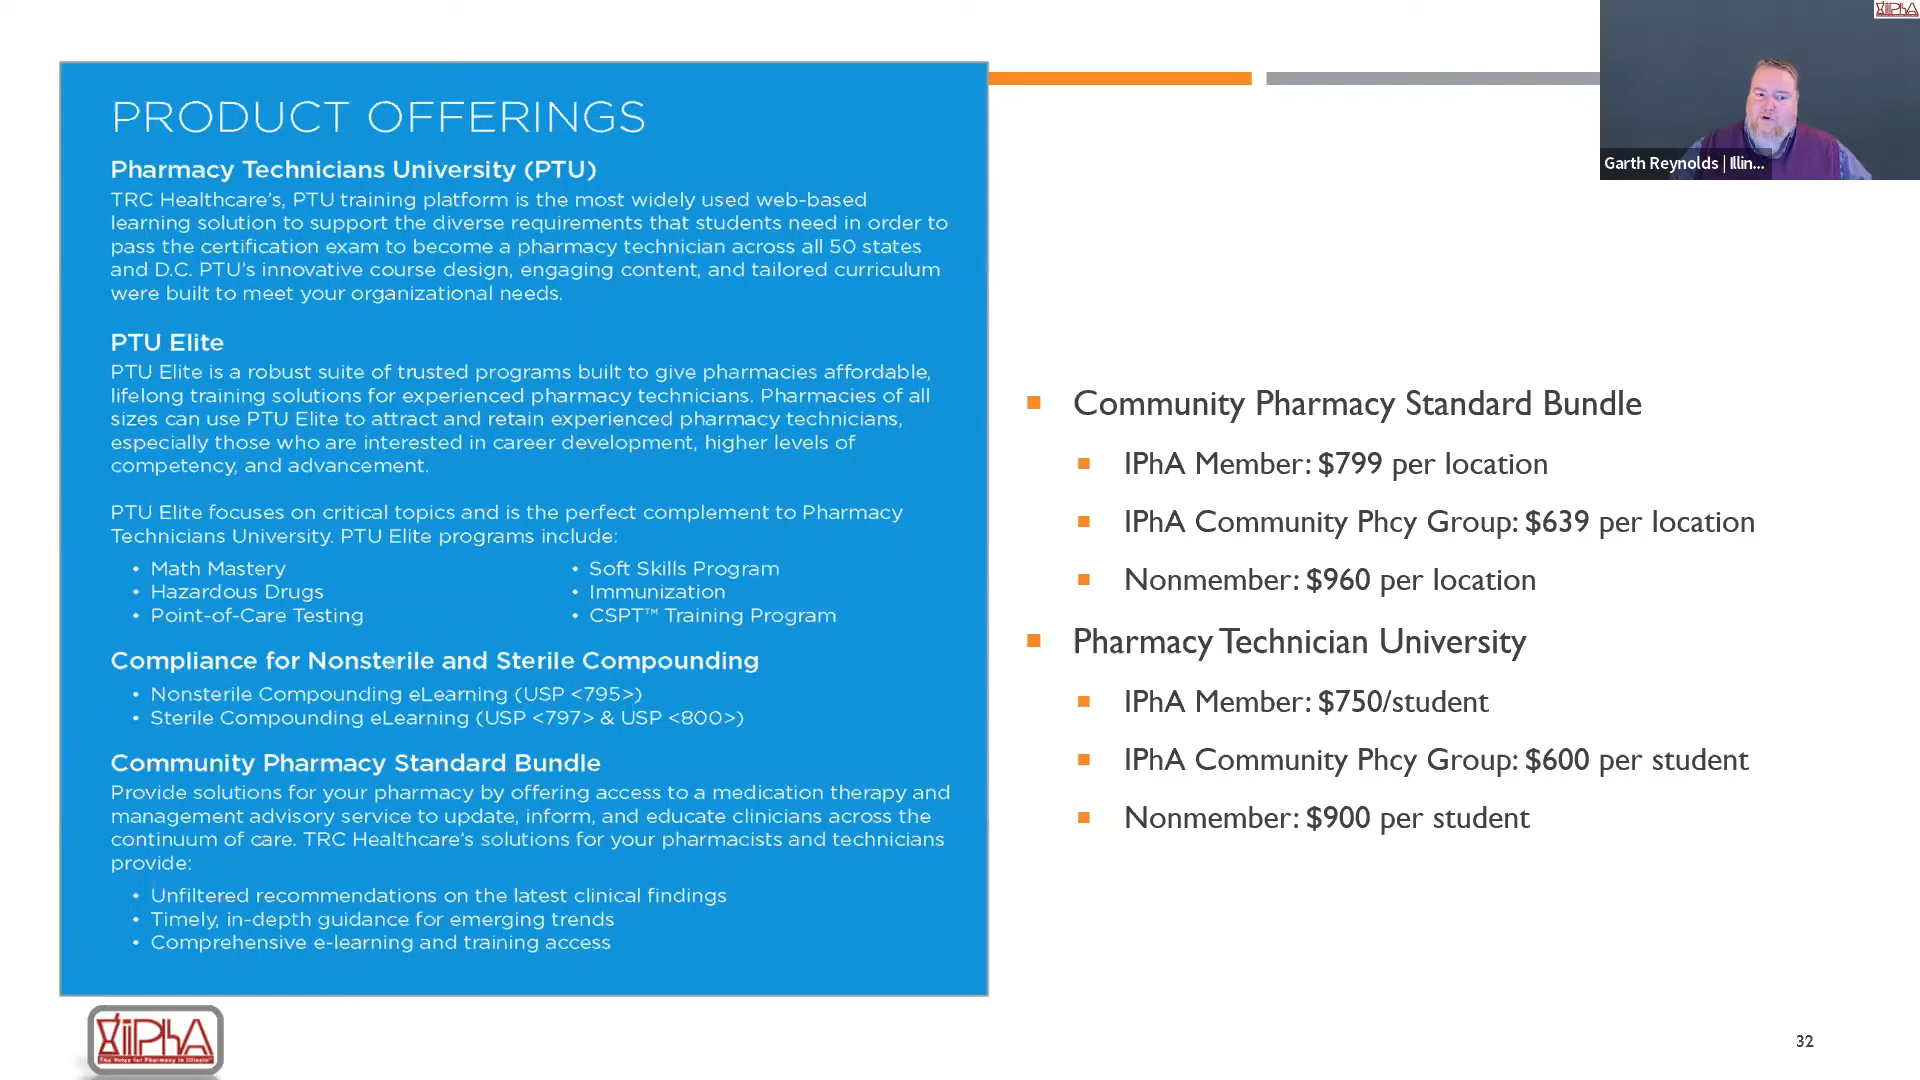 PRODUCT OFFERINGS
Pharmacy Technicians University (PTU)
TRC Healthcare's, PTU training platform is the most widely used web-based
learning solution to support the diverse requirements that students need in order to
pass the certification exam to become a pharmacy technician across all 50 states
and D.C. PTU's innovative course design, engaging content, and tailored curriculum
were built to meet your organizational needs.
PTU Elite
PTU Elite is a robust suite of trusted programs built to give pharmacies affordable,
lifelong training solutions for experienced pharmacy technicians. Pharmacies of all
sizes can use PTU Elite to attract and retain experienced pharmacy technicians,
especially those who are interested in career development, higher levels of
competency, and advancement.
PTU Elite focuses on critical topics and is the perfect complement to Pharmacy
Technicians University. PTU Elite programs include:
• Math Mastery
• Hazardous Drugs
• Point-of-Care Testing
• Soft Skills Program
• Immunization
• CSPT™ Training Program
Compliance for Nonsterile and Sterile Compounding
• Nonsterile Compounding eLearning (USP <795>)
• Sterile Compounding eLearning (USP <797> & USP <800>)
Community Pharmacy Standard Bundle
Provide solutions for your pharmacy by offering access to a medication therapy and
management advisory service to update, inform, and educate clinicians across the
continuum of care. TRC Healthcare's solutions for your pharmacists and technicians
provide:
• Unfiltered recommendations on the latest clinical findings
• Timely, in-depth guidance for emerging trends
• Comprehensive e-learning and training access
Community Pharmacy Standard Bundle
IPhA Member: $799 per location
IPhA Community Phcy Group: $639 per location
Nonmember: $960 per location
Pharmacy Technician University
IPhA Member: $750/student
IPhA Community Phcy Group: $600 per student
Nonmember: $900 per student
IPhA
Garth Reynolds | Illin...
IPhA
The Voice for Pharmacy in Illinois
32